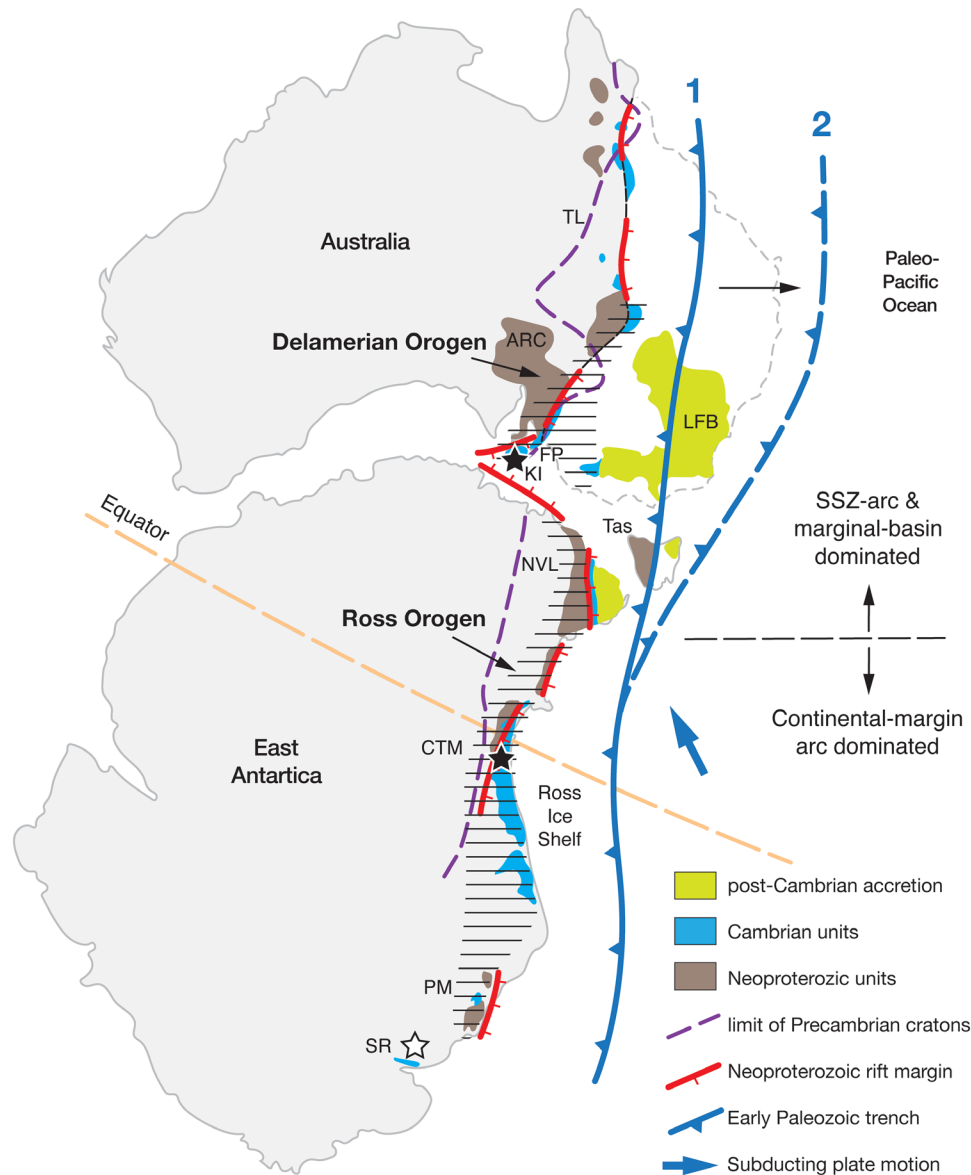 1
2
TL
Australia
Paleo-
Pacific
Ocean
Delamerian Orogen
ARC
LFB
FP
KI
Equator
SSZ-arc &
marginal-basin
dominated
Tas
NVL
Ross Orogen
Continental-margin
arc dominated
CTM
East
Antartica
Ross
Ice
Shelf
post-Cambrian accretion
Cambrian units
Neoproterozic units
limit of Precambrian cratons
PM
SR
Neoproterozoic rift margin
Early Paleozoic trench
Subducting plate motion